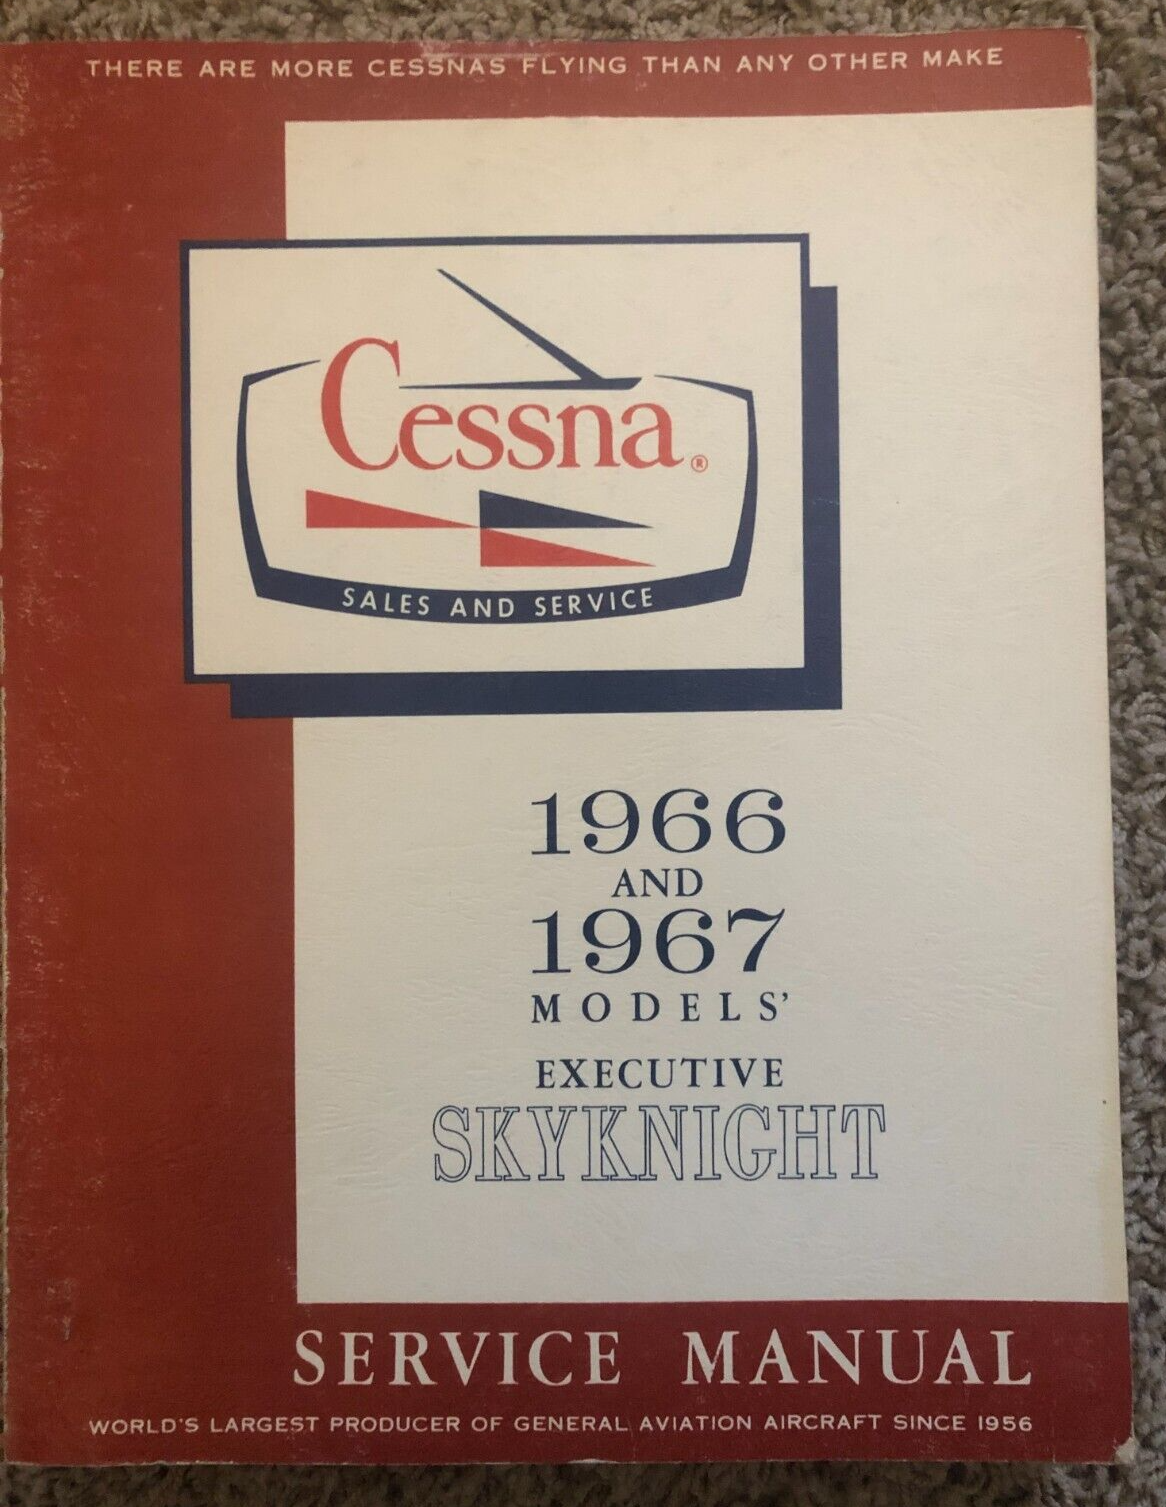 THERE ARE MORE CESSNAS FLYING THAN ANY OTHER MAKE
Cessna®
SALES AND SERVICE
1966
AND
1967
MODELS'
EXECUTIVE
SKYKNIGHT
SERVICE MANUAL
WORLD'S LARGEST PRODUCER OF GENERAL AVIATION AIRCRAFT SINCE 1956